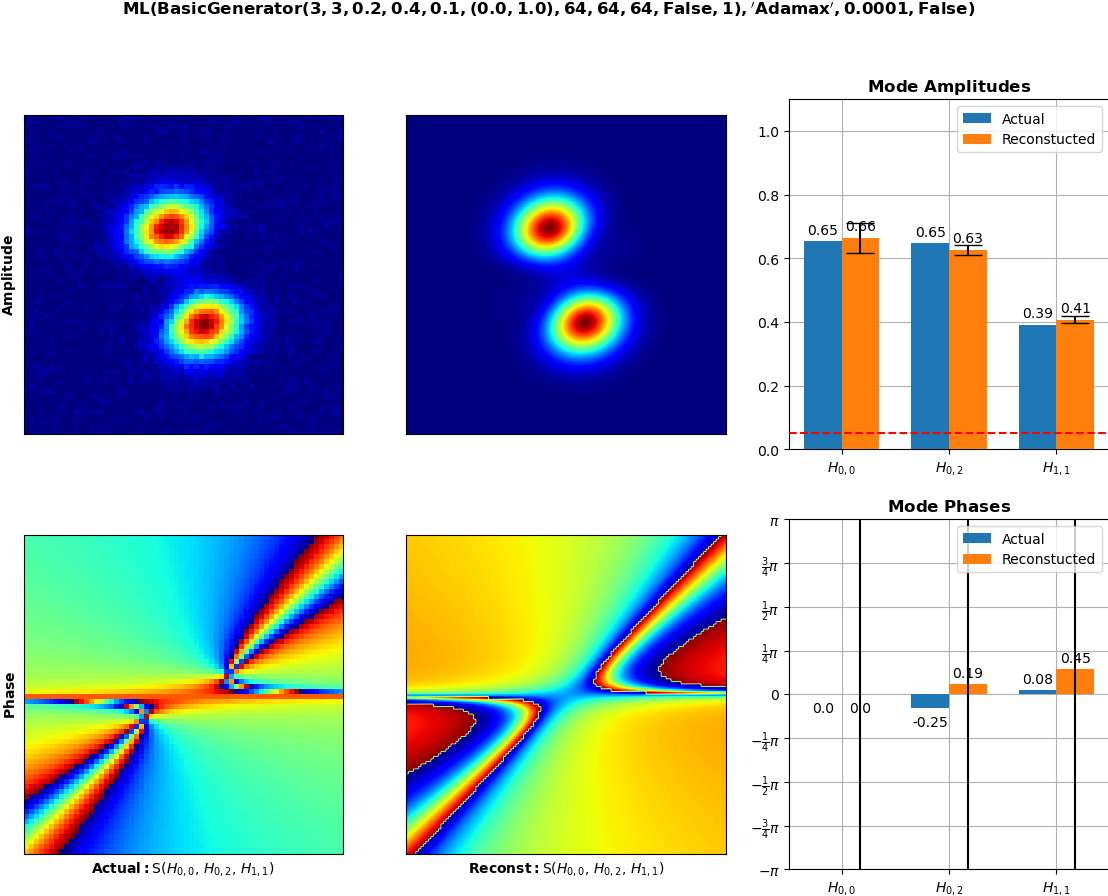 ML(BasicGenerator(3, 3, 0.2, 0.4, 0.1, (0.0, 1.0), 64, 64, 64, False, 1), 'Adamax', 0.0001, False)
Amplitude
Mode Amplitudes
Actual
Reconstucted
1.0
0.8
0.6
0.4
0.2
0.0
0.65
0.66
0.65
0.63
0.39
0.41
H0,0
H0,2
H1,1
Phase
Actual: S(H0,0, H0,2, H1,1)
Reconst: S(H0,0, H0,2, H1,1)
Mode Phases
Actual
Reconstucted
π
3/4π
1/2π
1/4π
0
−1/4π
−1/2π
−3/4π
−π
0.0
0.0
-0.25
0.19
0.08
0.45
H0,0
H0,2
H1,1